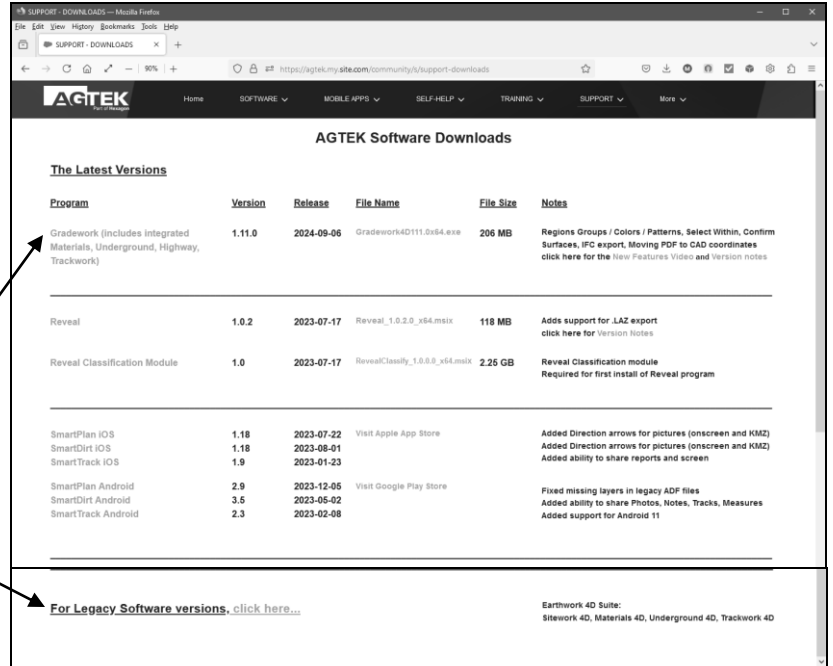 SUPPORT - DOWNLOADS — Mozilla Firefox
File Edit View History Bookmarks Tools Help
SUPPORT - DOWNLOADS × +
90% https://agtek.my.site.com/community/s/support-downloads
AGTEK Home SOFTWARE MOBILE APPS SELF-HELP TRAINING SUPPORT More
Part of Hexagon
AGTEK Software Downloads
The Latest Versions
Program Version Release File Name File Size Notes
Gradework (includes integrated 1.11.0 2024-09-06 Gradework4D111.0x64.exe 206 MB Regions Groups / Colors / Patterns, Select Within, Confirm
Materials, Underground, Highway, Surfaces, IFC export, Moving PDF to CAD coordinates
Trackwork) click here for the New Features Video and Version notes
Reveal 1.0.2 2023-07-17 Reveal_1.0.2.0_x64.msix 118 MB Adds support for .LAZ export
click here for Version Notes
Reveal Classification Module 1.0 2023-07-17 RevealClassify_1.0.0.0_x64.msix 2.25 GB Reveal Classification module
Required for first install of Reveal program
SmartPlan iOS 1.18 2023-07-22 Visit Apple App Store Added Direction arrows for pictures (onscreen and KMZ)
SmartDirt iOS 1.18 2023-08-01 Added Direction arrows for pictures (onscreen and KMZ)
SmartTrack iOS 1.9 2023-01-23 Added ability to share reports and screen
SmartPlan Android 2.9 2023-12-05 Visit Google Play Store Fixed missing layers in legacy ADF files
SmartDirt Android 3.5 2023-05-02 Added ability to share Photos, Notes, Tracks, Measures
SmartTrack Android 2.3 2023-02-08 Added support for Android 11
For Legacy Software versions, click here... Earthwork 4D Suite:
Sitework 4D, Materials 4D, Underground 4D, Trackwork 4D